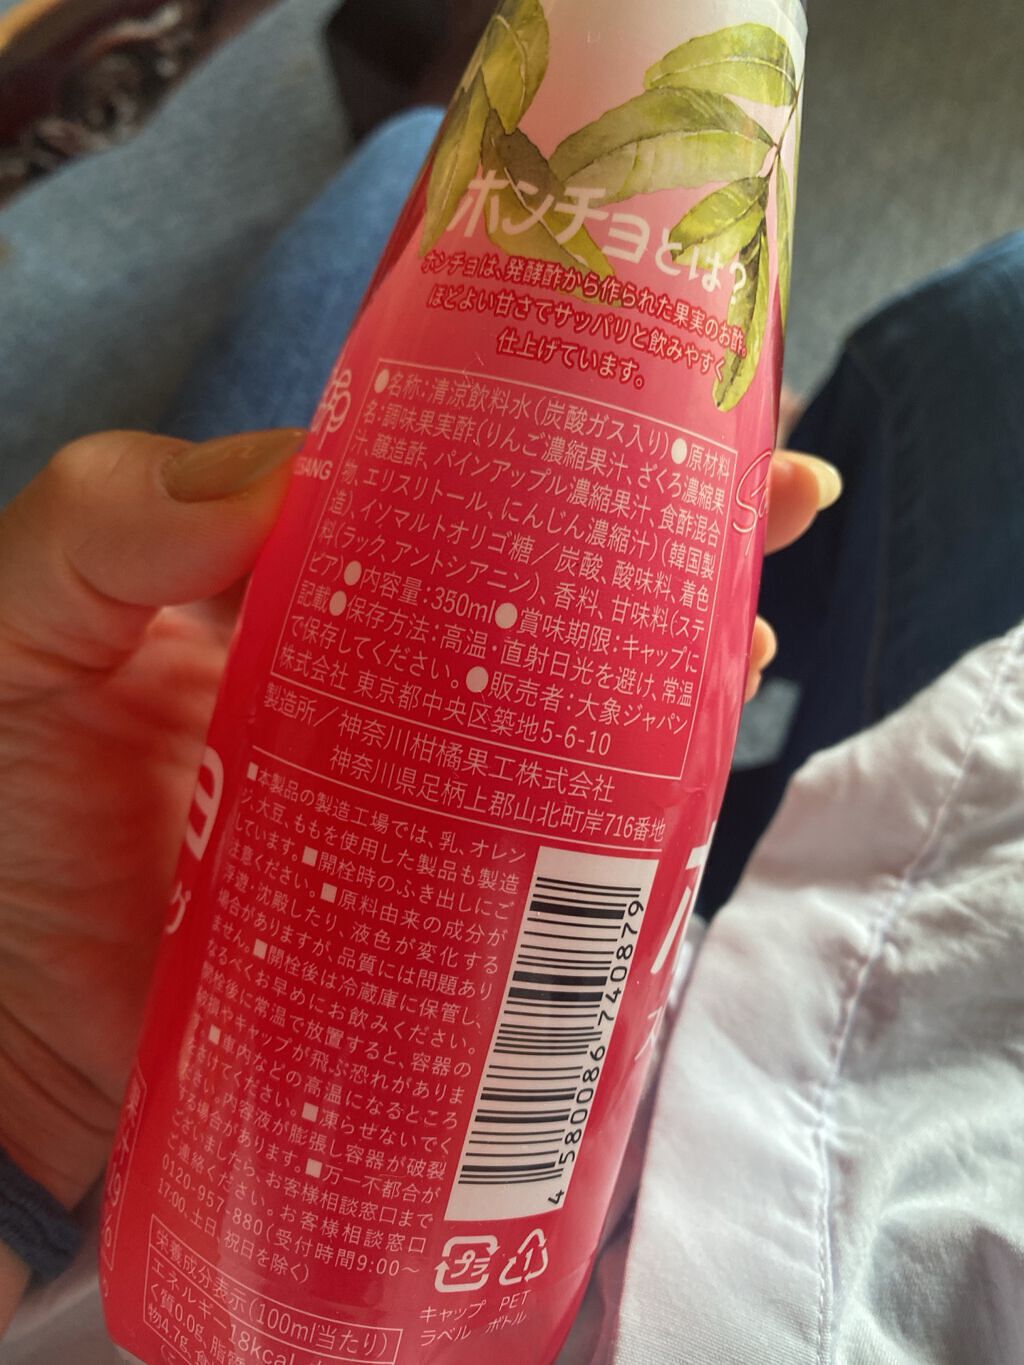 ホンチョとは?
ホンチョは、発酵酢から作られた果実のお酢。
ほどよい甘さでサッパリと飲みやすく
仕上げています。
●名称:清涼飲料水(炭酸ガス入り)●原材料
名:調味果実酢(りんご濃縮果汁、ざくろ濃縮果
汁、醸造酢、パインアップル濃縮果汁、食酢混合
物、エリスリトール、にんじん濃縮汁)(韓国製
造)、イソマルトオリゴ糖/炭酸、酸味料、着色
料(ラック、アントシアニン)、香料、甘味料(ステ
ビア)●内容量:350ml●賞味期限:キャップに
記載●保存方法:高温・直射日光を避け、常温
で保存してください。●販売者:大象ジャパン
株式会社 東京都中央区築地5-6-10
製造所/神奈川柑橘果工株式会社
神奈川県足柄上郡山北町岸716番地
■本製品の製造工場では、乳、オレン
ジ、大豆、ももを使用した製品も製造
しています。■開栓時のふき出しにご
注意ください。■原料由来の成分が
浮遊・沈殿したり、液色が変化する
場合がありますが、品質には問題あり
ません。■開栓後は冷蔵庫に保管し、
なるべくお早めにお飲みください。
開栓後に常温で放置すると、容器の
破損やキャップが飛ぶ恐れがありま
す。■車内などの高温になるところ
はさけてください。■凍らせないでく
ださい。内容液が膨張し容器が破裂
する場合があります。■万一不都合が
ございましたら、お客様相談窓口まで
ご連絡ください。お客様相談窓口
0120-957-880(受付時間9:00〜
17:00、土日、祝日を除く)
4 580086 740879
プラ 1
キャップ PET
ラベル ボトル
栄養成分表示(100ml当たり)
エネルギー18kcal
く質0.0g、脂質
物4.7g、食